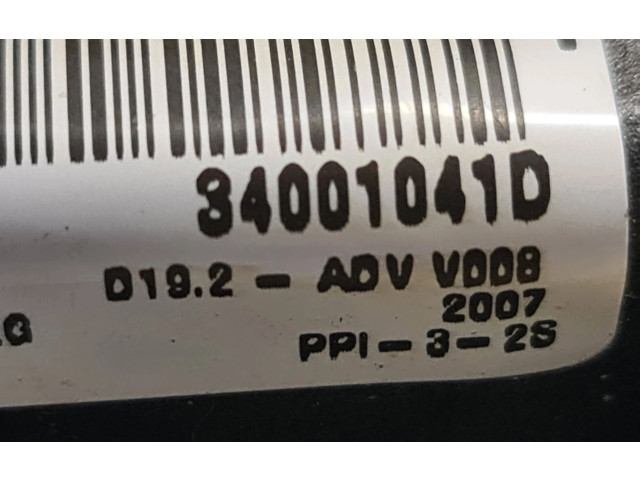 34001041D
D19.2 - ADV V008
2007
PPI - 3 - 2S